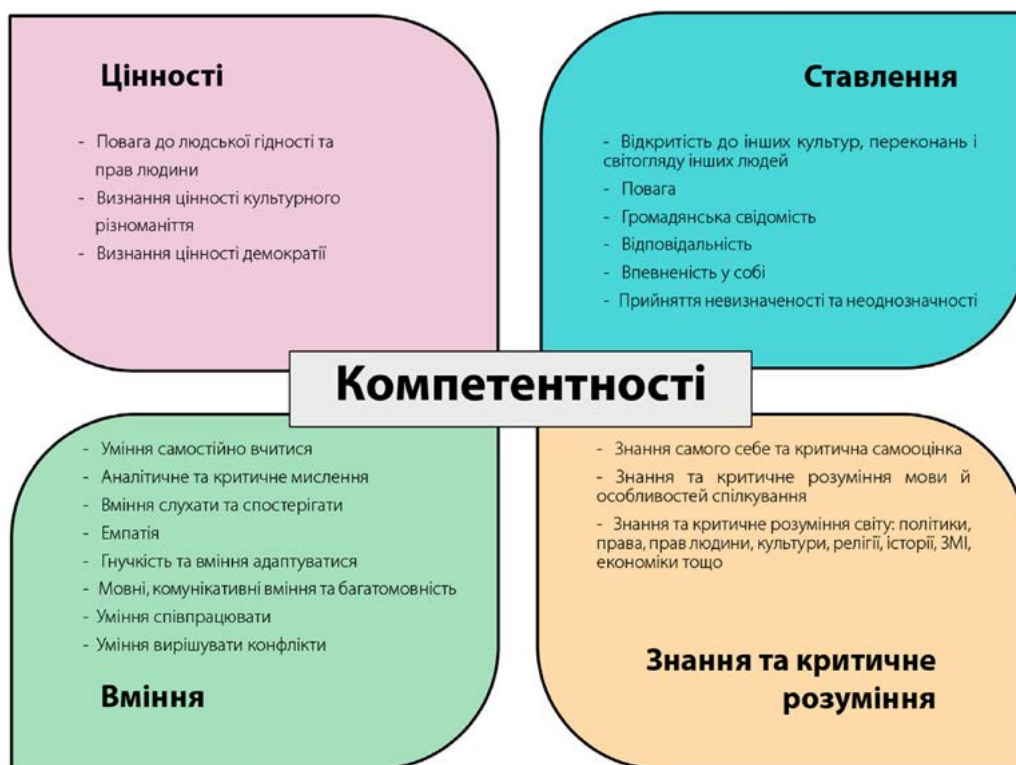 Цінності
- Повага до людської гідності та
прав людини
- Визнання цінності культурного
різноманіття
- Визнання цінності демократії
Ставлення
- Відкритість до інших культур, переконань і
світогляду інших людей
- Повага
- Громадянська свідомість
- Відповідальність
- Впевненість у собі
- Прийняття невизначеності та неоднозначності
Компетентності
- Уміння самостійно вчитися
- Аналітичне та критичне мислення
- Вміння слухати та спостерігати
- Емпатія
- Гнучкість та вміння адаптуватися
- Мовні, комунікативні вміння та багатомовність
- Уміння співпрацювати
- Уміння вирішувати конфлікти
Вміння
- Знання самого себе та критична самооцінка
- Знання та критичне розуміння мови й
особливостей спілкування
- Знання та критичне розуміння світу: політики,
права, прав людини, культури, релігії, історії, ЗМІ,
економіки тощо
Знання та критичне
розуміння